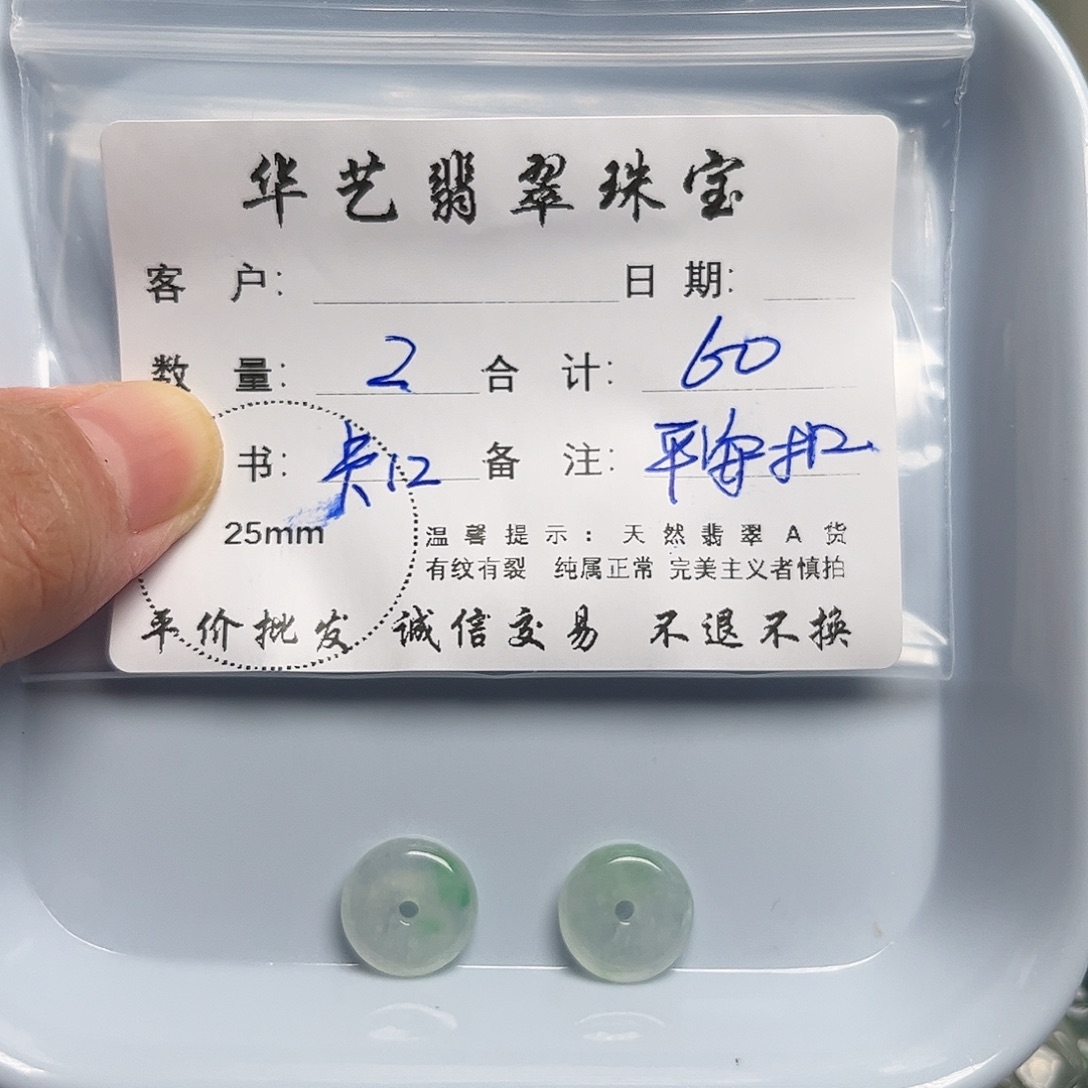 华艺翡翠珠宝
客 户： 日 期：
数 量： 2 合 计： 60
书： 备 注： 平安扣
25mm
温馨提示：天然翡翠A货
有纹有裂 纯属正常 完美主义者慎拍
平价批发 诚信交易 不退不换